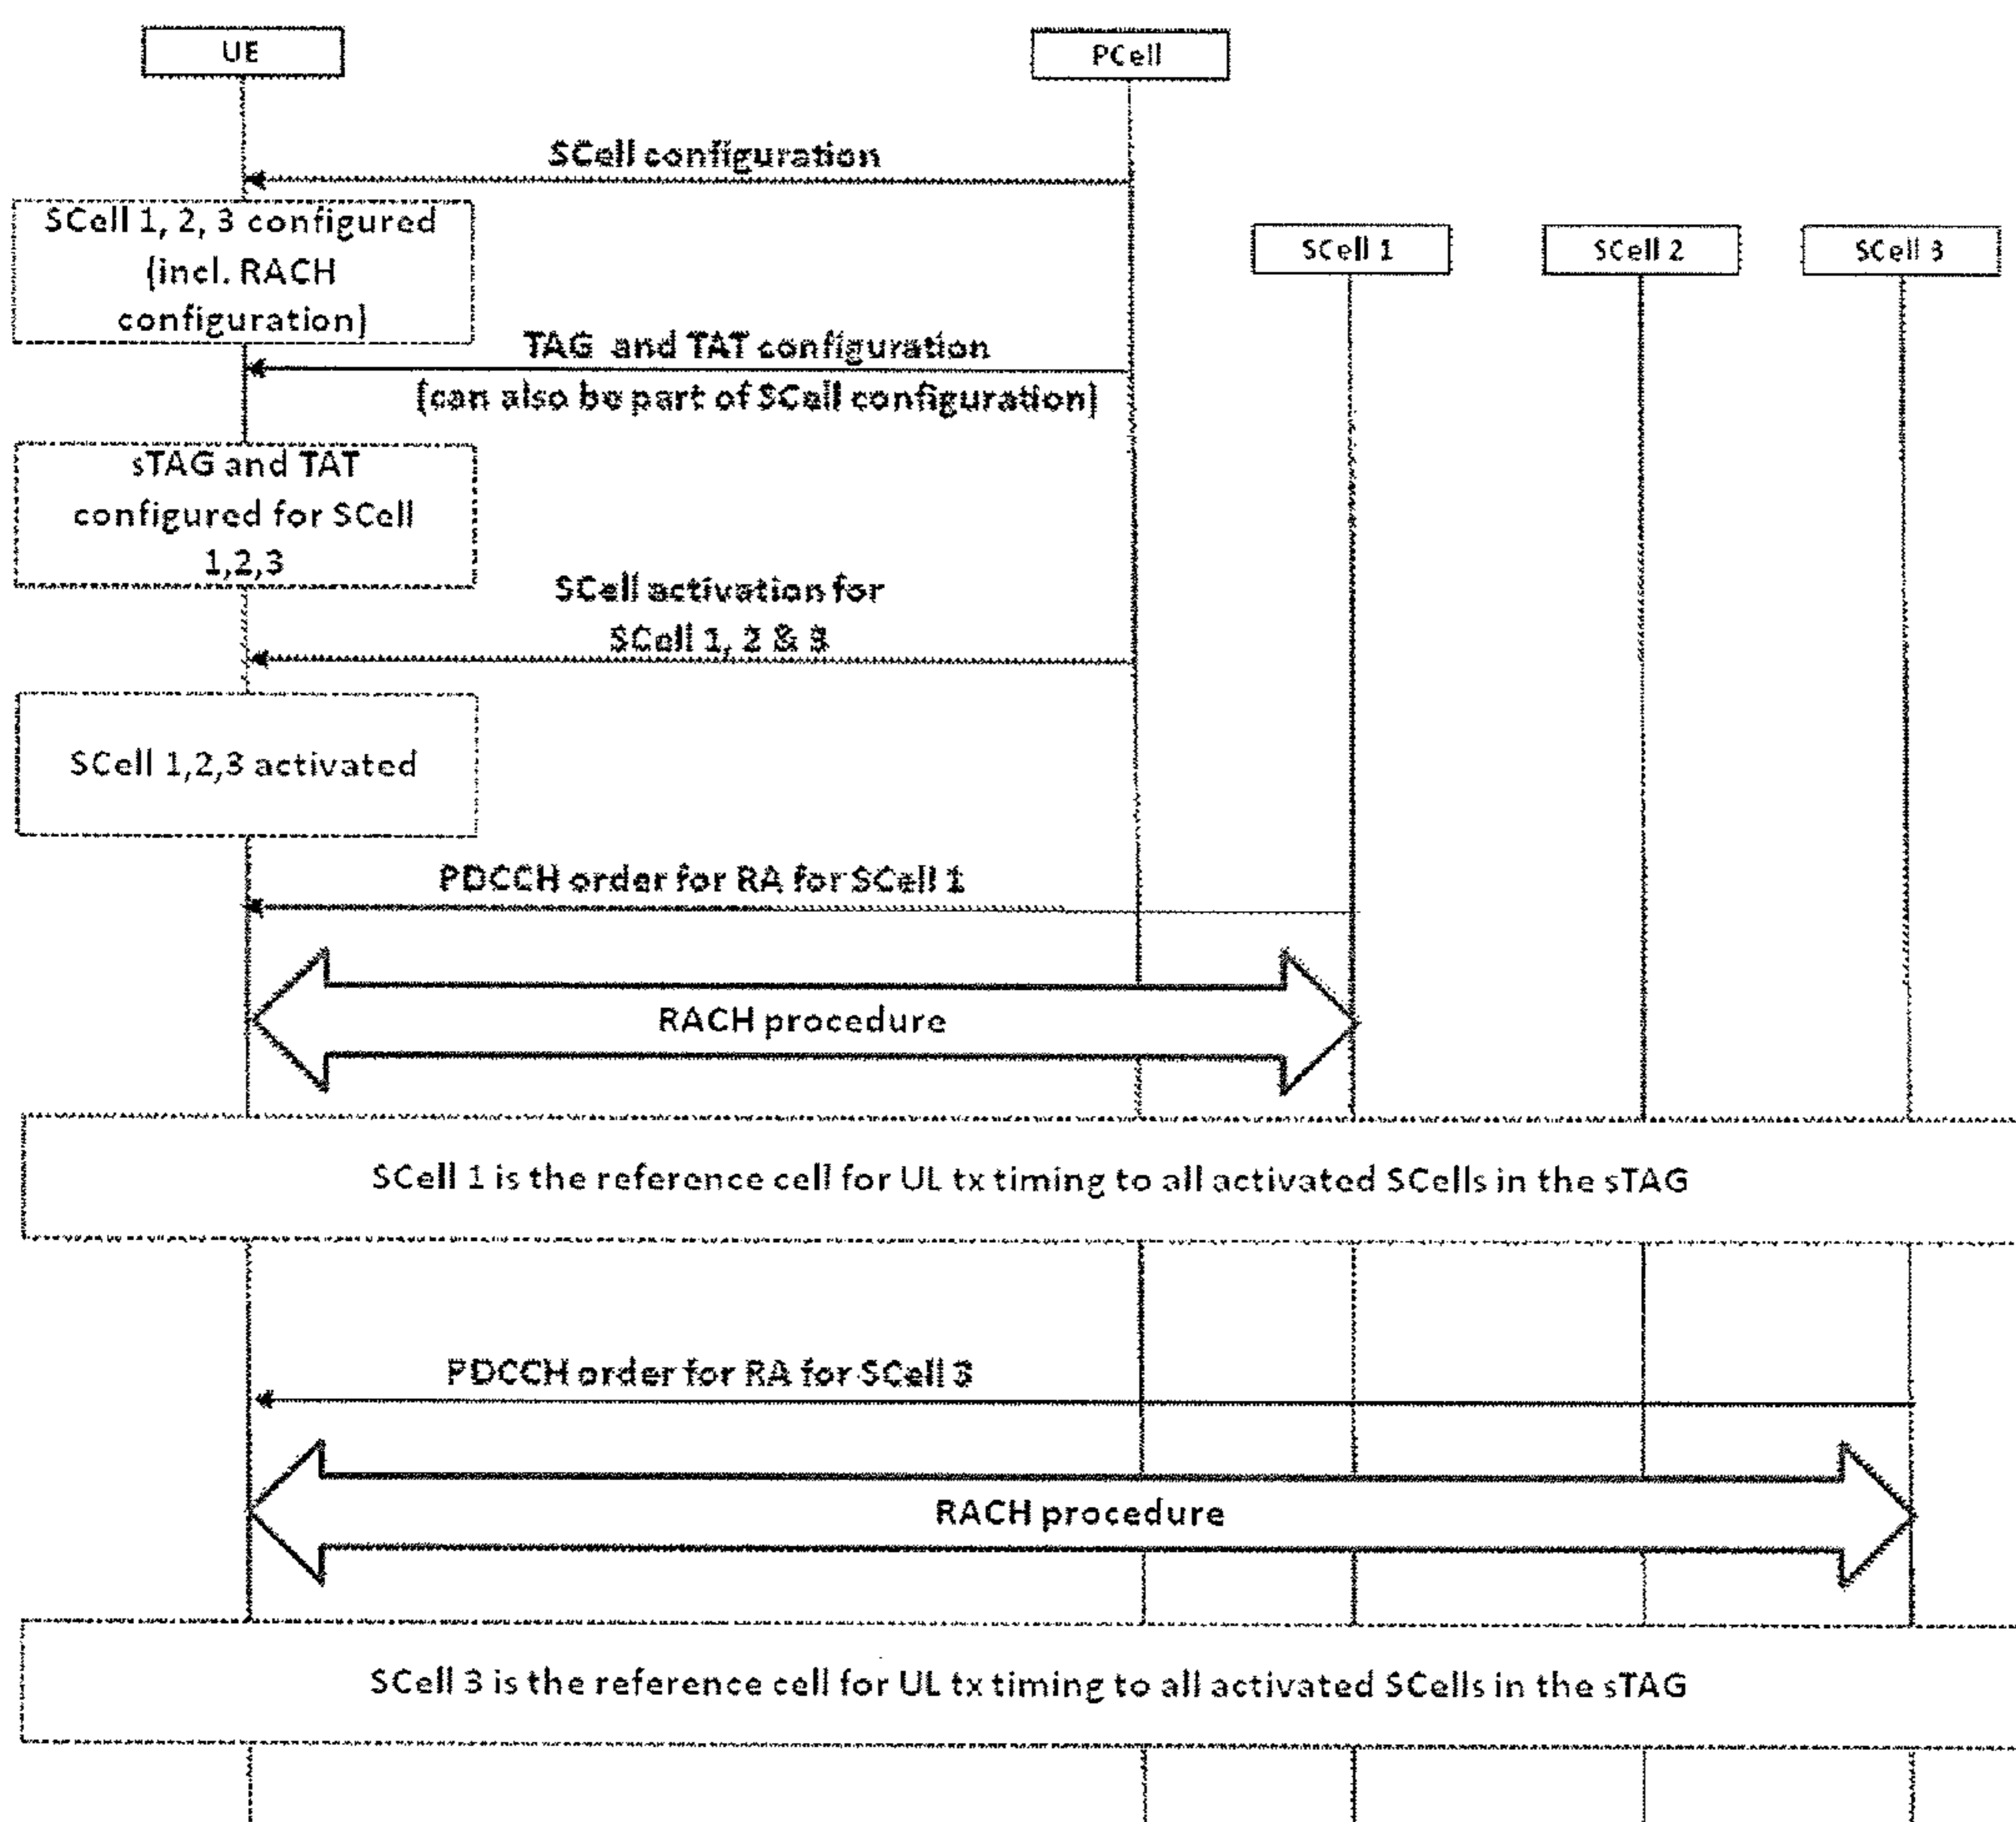 UE
PCell
SCell configuration
SCell 1, 2, 3 configured
(incl. RACH
configuration)
SCell 1
SCell 2
SCell 3
TAG and TAT configuration
(can also be part of SCell configuration)
sTAG and TAT
configured for SCell
1,2,3
SCell activation for
SCell 1, 2 & 3
SCell 1,2,3 activated
PDCCH order for RA for SCell 1
RACH procedure
SCell 1 is the reference cell for UL tx timing to all activated SCells in the sTAG
PDCCH order for RA for SCell 3
RACH procedure
SCell 3 is the reference cell for UL tx timing to all activated SCells in the sTAG